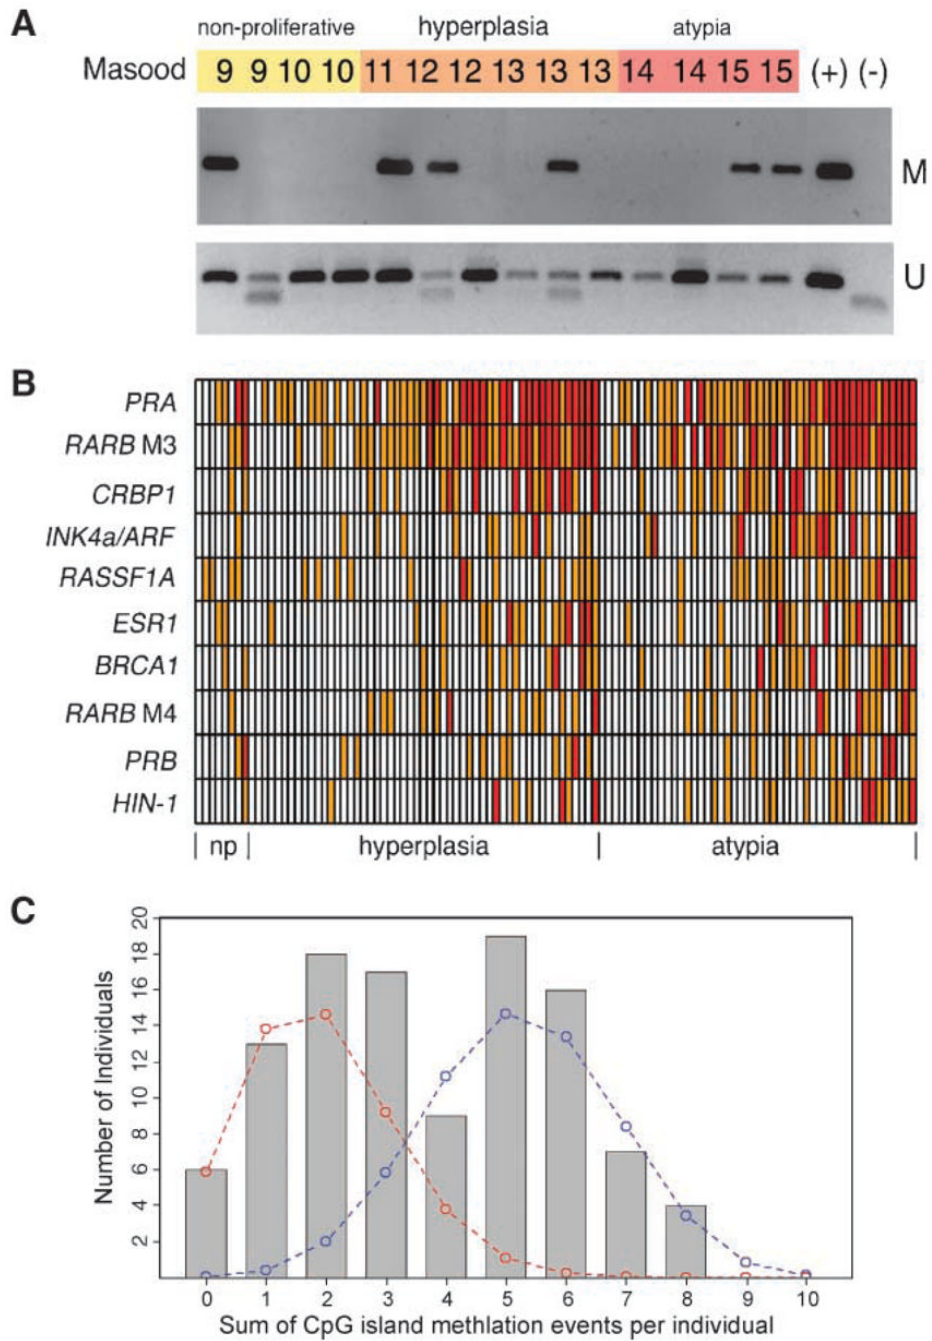 A
non-proliferative hyperplasia atypia
Masood 9 9 10 10 11 12 12 13 13 13 14 14 15 15 (+) (-)
M
U
B
PRA
RARB M3
CRBP1
INK4a/ARF
RASSF1A
ESR1
BRCA1
RARB M4
PRB
HIN-1
| np | hyperplasia | atypia |
C
20
18
16
14
12
10
8
6
4
2
Number of Individuals
0 1 2 3 4 5 6 7 8 9 10
Sum of CpG island methlation events per individual